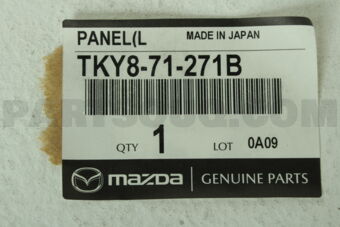 PANEL(L MADE IN JAPAN
TKY8-71-271B
QTY 1 LOT 0A09
mazda GENUINE PARTS